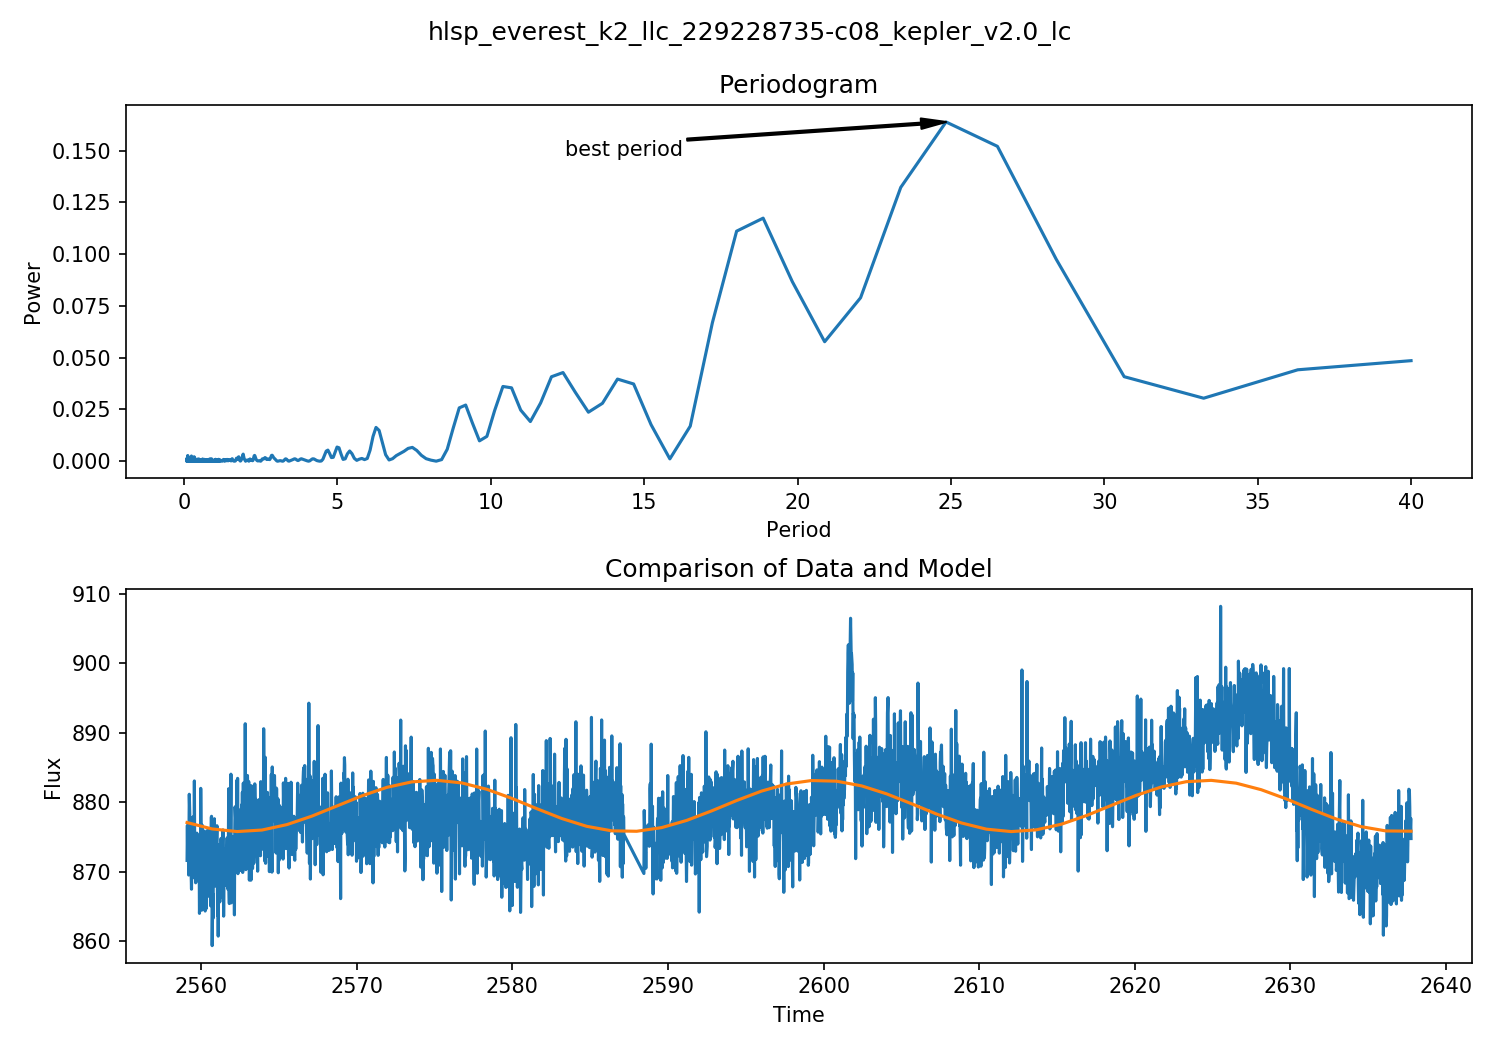 hlsp_everest_k2_llc_229228735-c08_kepler_v2.0_lc
Periodogram
best period
Power
0.150
0.125
0.100
0.075
0.050
0.025
0.000
0 5 10 15 20 25 30 35 40
Period
Comparison of Data and Model
Flux
910
900
890
880
870
860
2560 2570 2580 2590 2600 2610 2620 2630 2640
Time